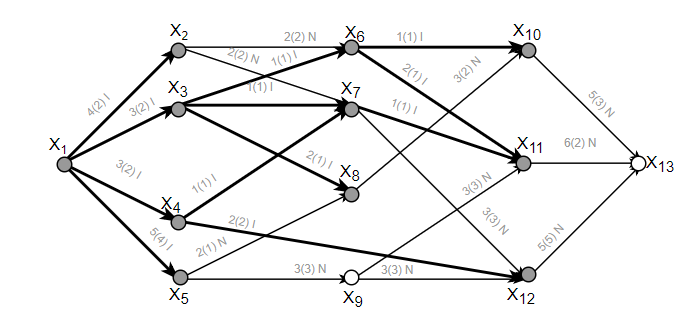 X2
2(2) N
X6
1(1) I
X10
4(2) I
2(2) N
1(1) I
3(2) I
X3
1(1) I
X7
2(1) I
3(2) N
5(3) N
1(1) I
X1
X11
6(2) N
X13
3(2) I
2(1) I
X8
1(1) I
3(3) N
X4
2(2) I
3(3) N
5(4) I
2(1) N
5(5) N
3(3) N
3(3) N
X5
X9
X12